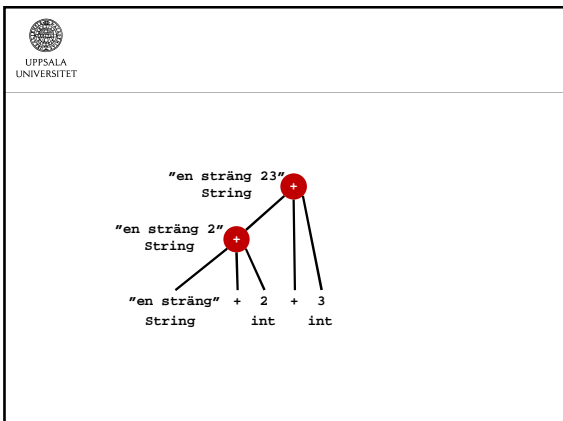 UPPSALA
UNIVERSITET
"en sträng 23"
+
String
"en sträng 2"
+
String
"en sträng" + 2 + 3
String int int